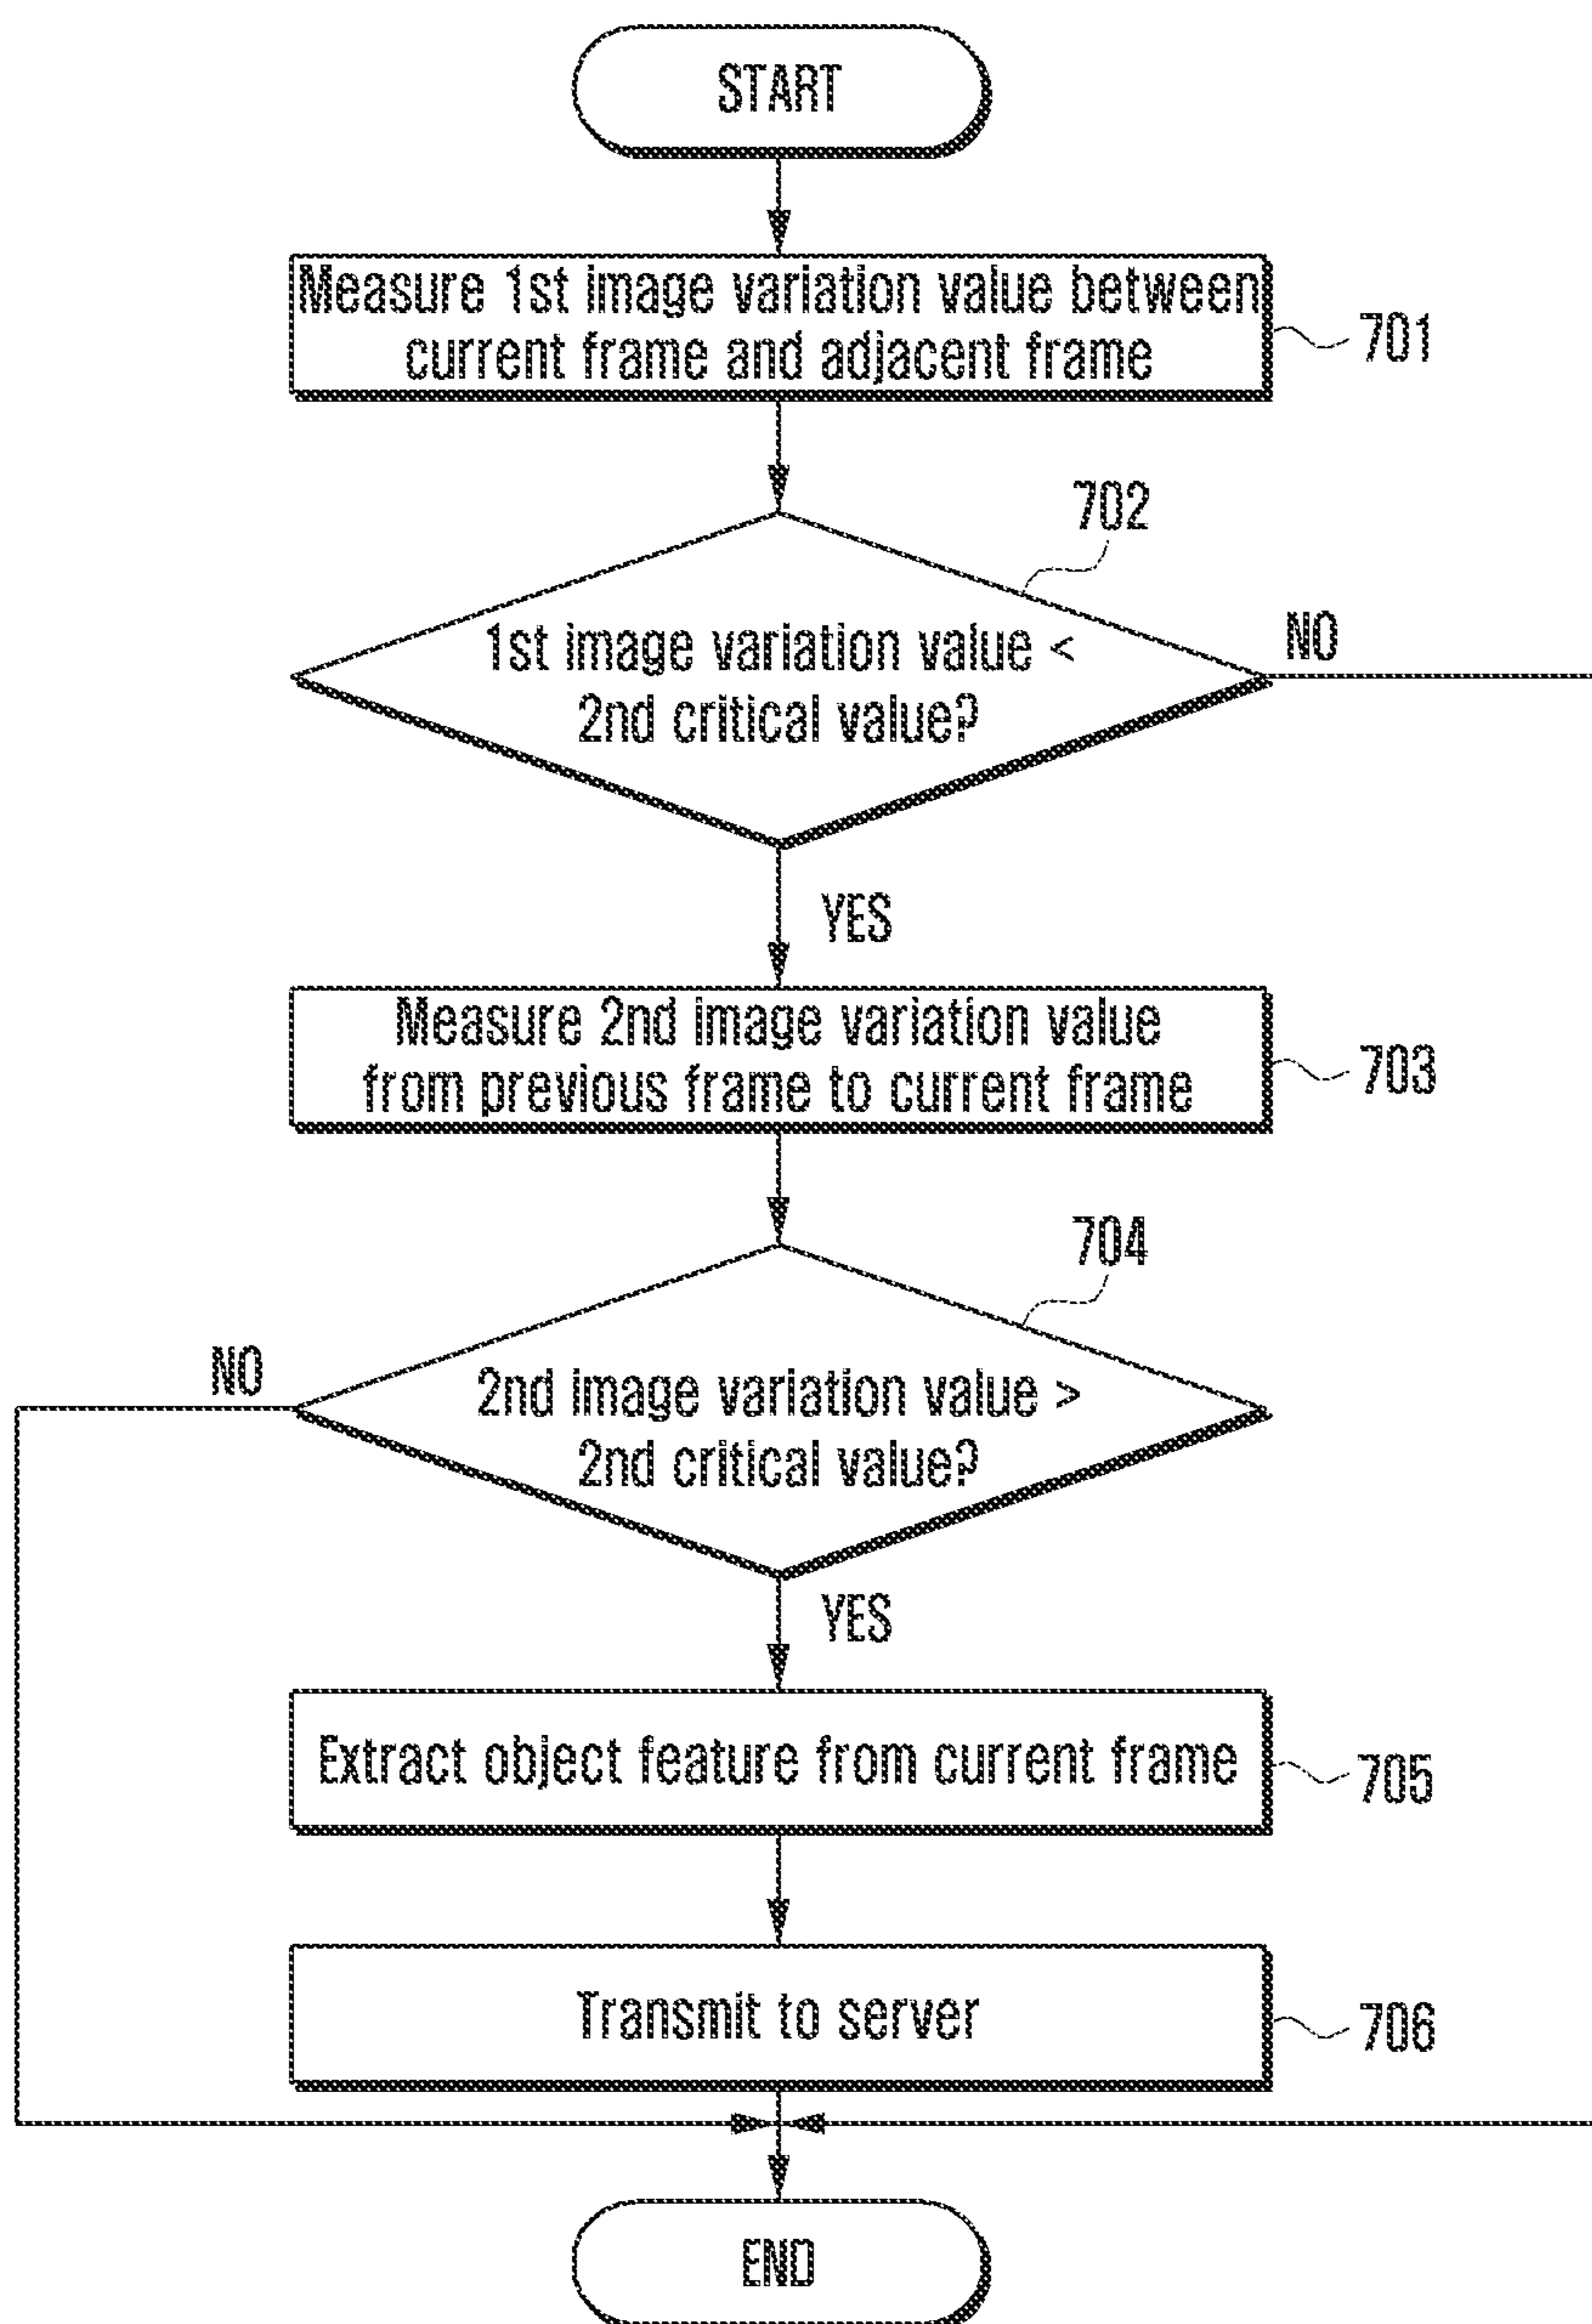 START
Measure 1st image variation value between
current frame and adjacent frame
701
702
1st image variation value <
2nd critical value?
NO
YES
Measure 2nd image variation value
from previous frame to current frame
703
704
NO
2nd image variation value >
2nd critical value?
YES
Extract object feature from current frame
705
Transmit to server
706
END